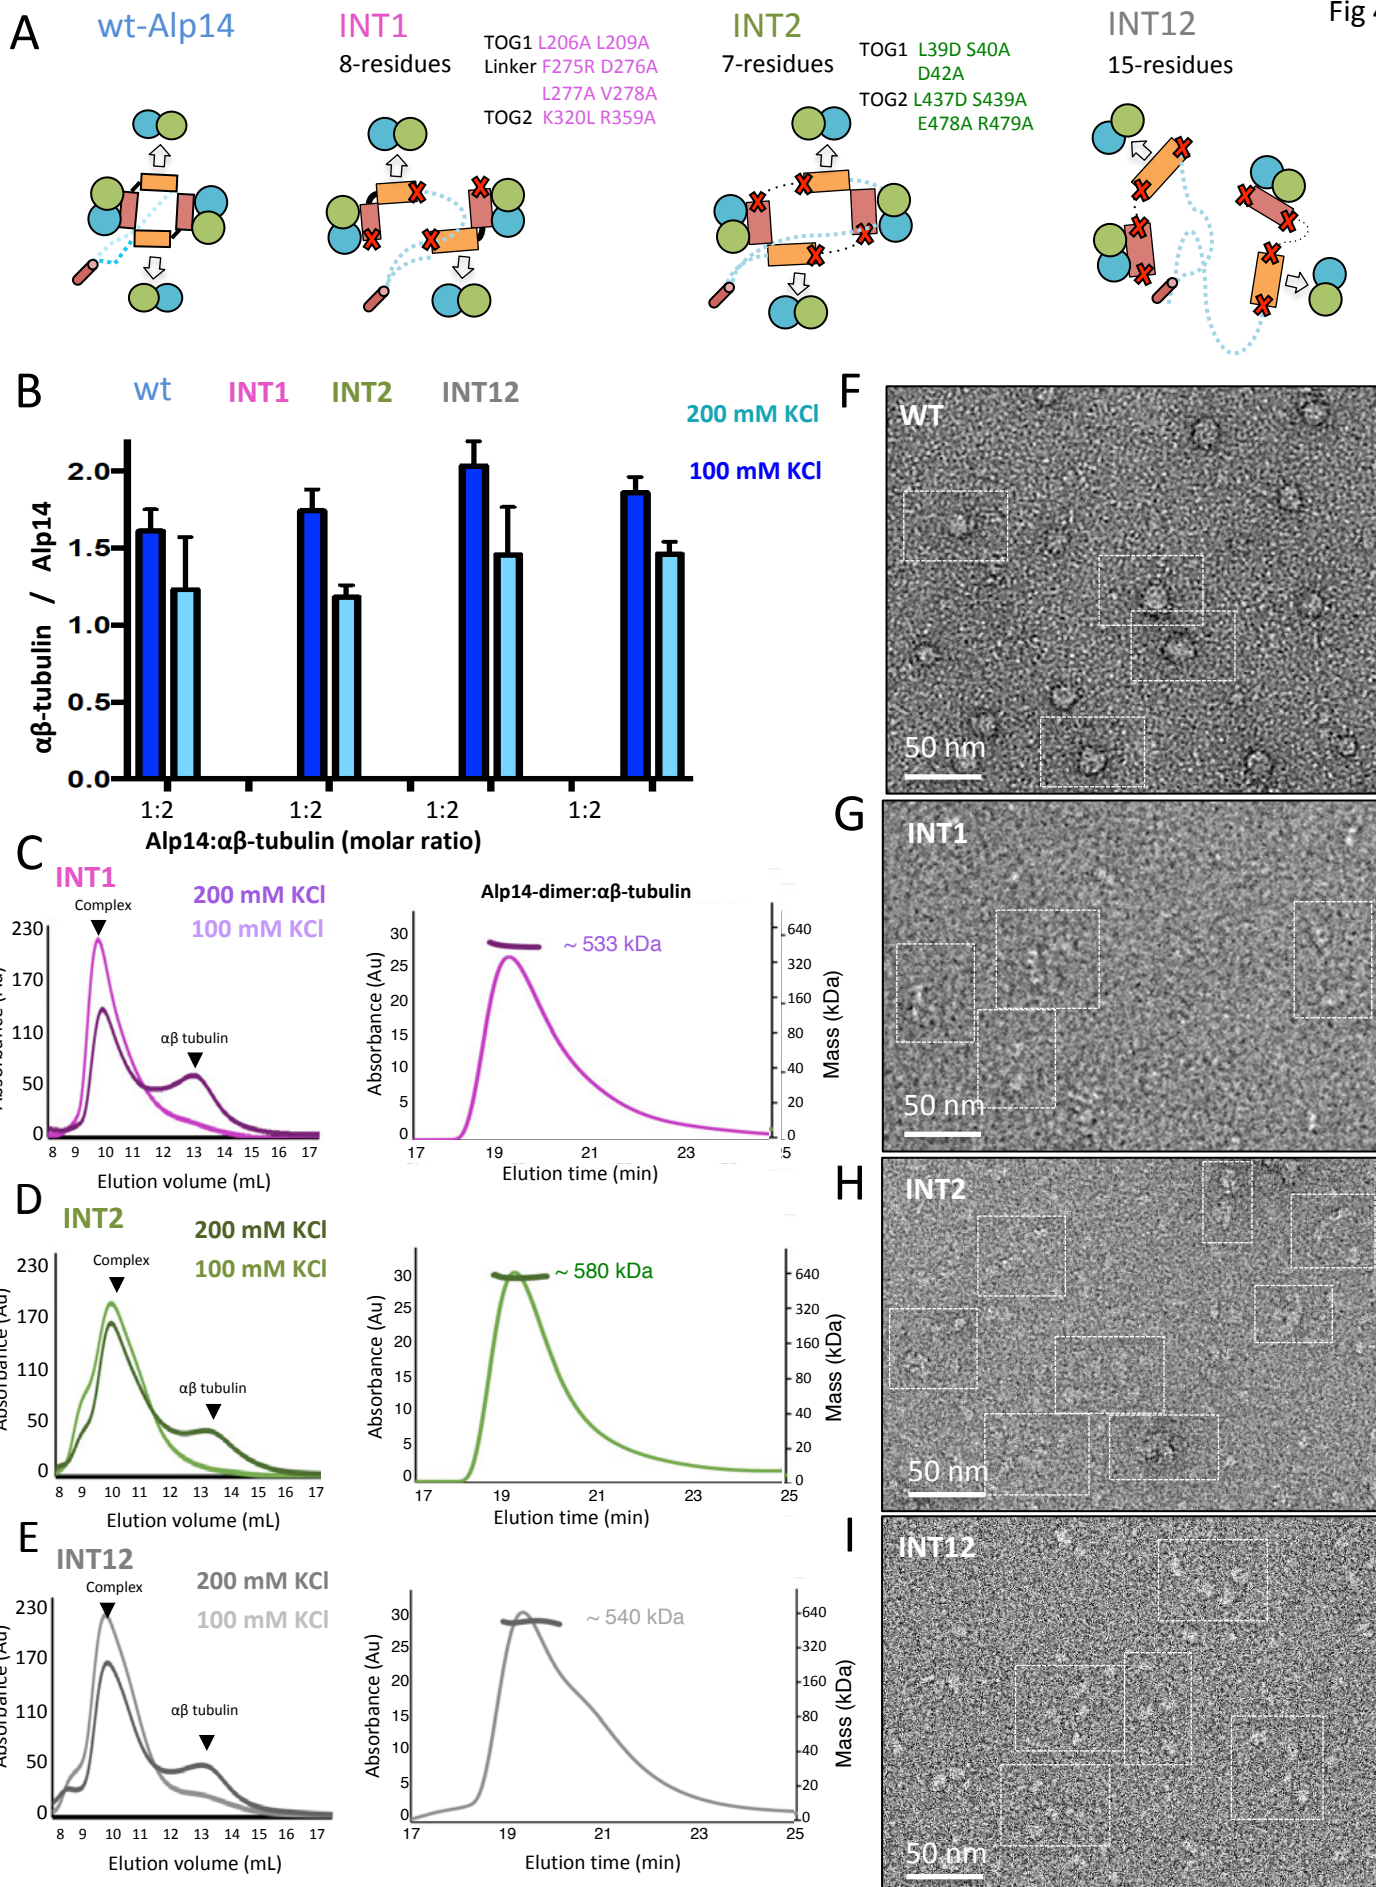 Fig 4
A
wt-Alp14
INT1
8-residues
TOG1 L206A L209A
Linker F275R D276A
L277A V278A
TOG2 K320L R359A
INT2
7-residues
TOG1 L39D S40A
D42A
TOG2 L437D S439A
E478A R479A
INT12
15-residues
B
wt INT1 INT2 INT12
200 mM KCl
100 mM KCl
αβ-tubulin / Alp14
2.0
1.5
1.0
0.5
0.0
1:2 1:2 1:2 1:2
Alp14:αβ-tubulin (molar ratio)
C
INT1
200 mM KCl
100 mM KCl
Complex
αβ tubulin
230
170
110
50
0
8 9 10 11 12 13 14 15 16 17
Elution volume (mL)
Alp14-dimer:αβ-tubulin
~ 533 kDa
Absorbance (Au)
30
25
20
15
10
5
0
Mass (kDa)
640
320
160
80
40
20
0
17 19 21 23 5
Elution time (min)
D
INT2
200 mM KCl
100 mM KCl
Complex
αβ tubulin
Absorbance (Au)
230
170
110
50
0
8 9 10 11 12 13 14 15 16 17
Elution volume (mL)
~ 580 kDa
Absorbance (Au)
30
25
20
15
10
5
0
Mass (kDa)
640
320
160
80
40
20
0
17 19 21 23 25
Elution time (min)
E
INT12
200 mM KCl
100 mM KCl
Complex
αβ tubulin
230
170
110
50
0
8 9 10 11 12 13 14 15 16 17
Elution volume (mL)
~ 540 kDa
Absorbance (Au)
30
25
20
15
10
5
0
Mass (kDa)
640
320
160
80
40
20
0
17 19 21 23 25
Elution time (min)
F
WT
50 nm
G
INT1
50 nm
H
INT2
50 nm
I
INT12
50 nm